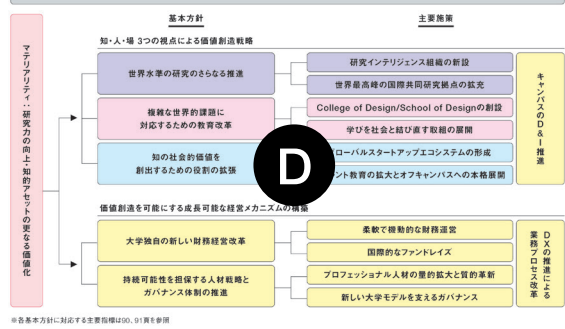 基本方針
主要施策
知・人・場 3つの視点による価値創造戦略
マテリアリティ：研究力の向上・知的アセットの更なる価値化
世界水準の研究のさらなる推進
研究インテリジェンス組織の新設
世界最高峰の国際共同研究拠点の拡充
複雑な世界的課題に
対応するための教育改革
College of Design/School of Designの創設
学びを社会と結び直す取組の展開
知の社会的価値を
創出するための役割の拡張
ローバルスタートアップエコシステムの形成
ント教育の拡大とオフキャンパスへの本格展開
キャンパスのD&I推進
D
価値創造を可能にする成長可能な経営メカニズムの構築
大学独自の新しい財務経営改革
柔軟で機動的な財務運営
国際的なファンドレイズ
持続可能性を担保する人材戦略と
ガバナンス体制の推進
プロフェッショナル人材の量的拡大と質的革新
新しい大学モデルを支えるガバナンス
DXの推進による
業務プロセス改革
※各基本方針に対応する主要指標は90、91頁を参照